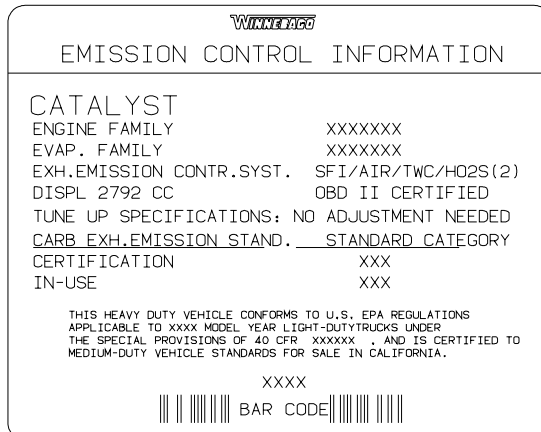 WINNEBAGO
EMISSION CONTROL INFORMATION
CATALYST
ENGINE FAMILY XXXXXXX
EVAP. FAMILY XXXXXXX
EXH.EMISSION CONTR.SYST. SFI/AIR/TWC/HO2S(2)
DISPL 2792 CC OBD II CERTIFIED
TUNE UP SPECIFICATIONS: NO ADJUSTMENT NEEDED
CARB EXH.EMISSION STAND. STANDARD CATEGORY
CERTIFICATION XXX
IN-USE XXX
THIS HEAVY DUTY VEHICLE CONFORMS TO U.S. EPA REGULATIONS
APPLICABLE TO XXXX MODEL YEAR LIGHT-DUTYTRUCKS UNDER
THE SPECIAL PROVISIONS OF 40 CFR XXXXXX , AND IS CERTIFIED TO
MEDIUM-DUTY VEHICLE STANDARDS FOR SALE IN CALIFORNIA.
XXXX
BAR CODE